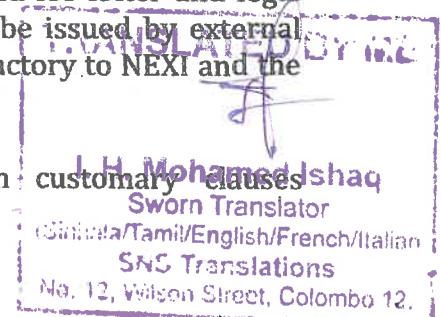 be issued by external
TRANSLATED BY ME
factory to NEXI and the
I. H. Mohamed Ishaq
customary clauses
Sworn Translator
(Sinhala/Tamil/English/French/Italian
SNS Translations
No. 12, Wilson Street, Colombo 12.